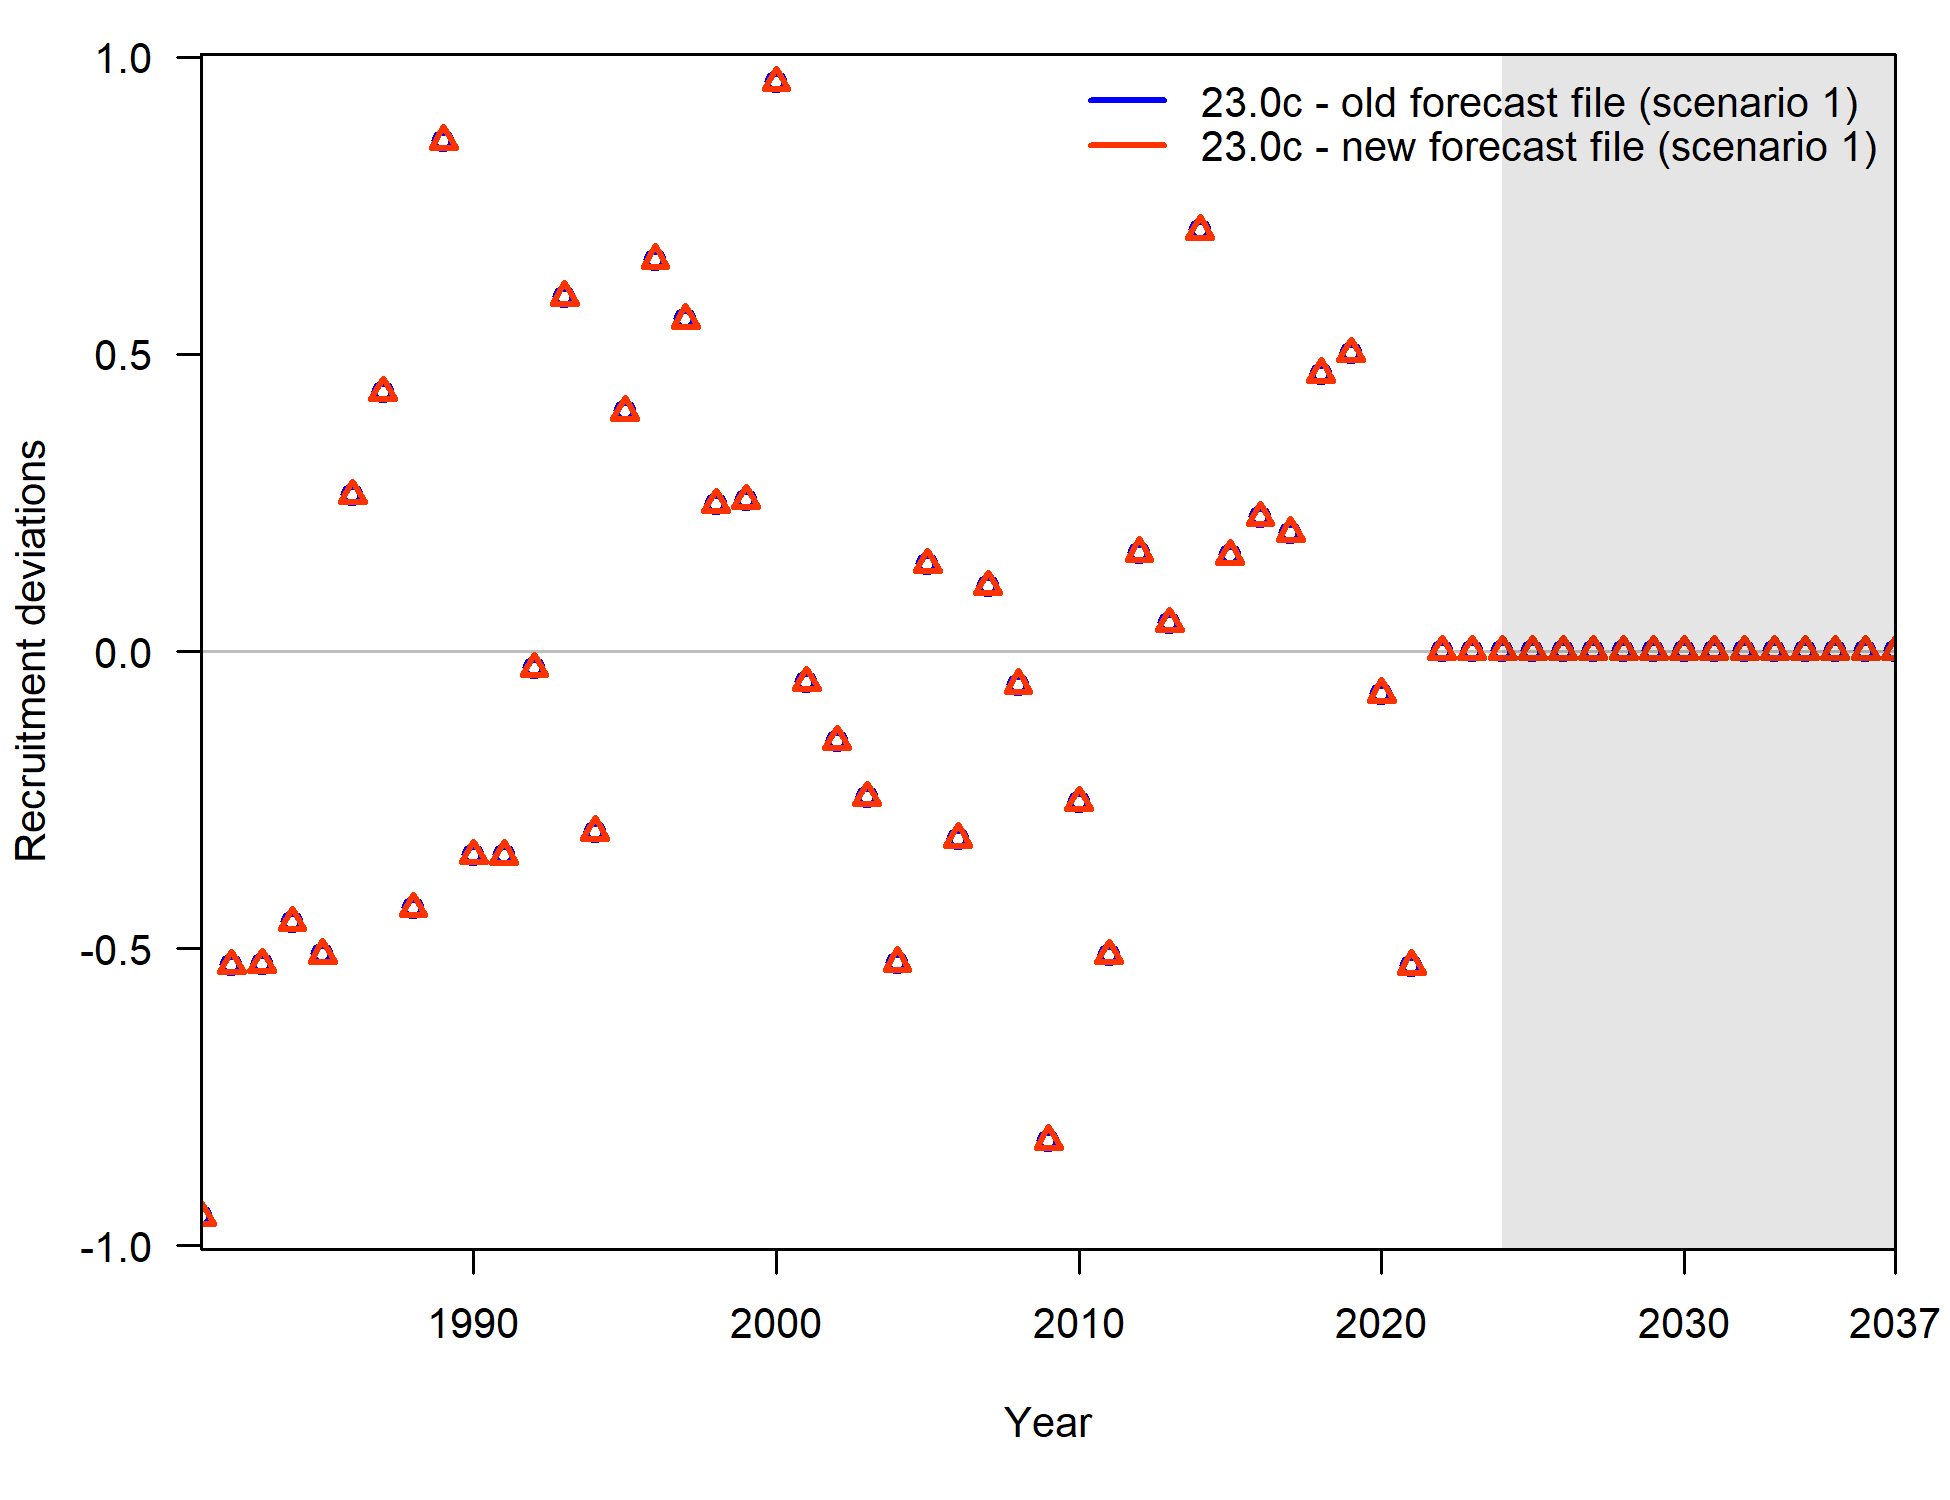 23.0c - old forecast file (scenario 1)
23.0c - new forecast file (scenario 1)
1.0
0.5
0.0
-0.5
-1.0
Recruitment deviations
1990 2000 2010 2020 2030 2037
Year